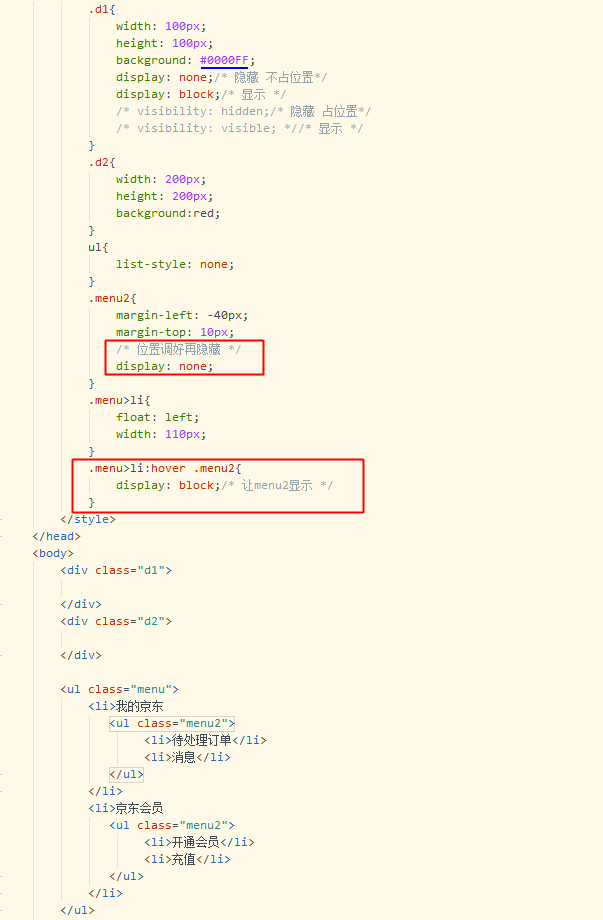 .d1{
width: 100px;
height: 100px;
background: #0000FF;
display: none;/* 隐藏 不占位置*/
display: block;/* 显示 */
/* visibility: hidden;/* 隐藏 占位置*/
/* visibility: visible; *//* 显示 */
}
.d2{
width: 200px;
height: 200px;
background:red;
}
ul{
list-style: none;
}
.menu2{
margin-left: -40px;
margin-top: 10px;
/* 位置调好再隐藏 */
display: none;
}
.menu>li{
float: left;
width: 110px;
}
.menu>li:hover .menu2{
display: block;/* 让menu2显示 */
}
</style>
</head>
<body>
<div class="d1">
</div>
<div class="d2">
</div>
<ul class="menu">
<li>我的京东
<ul class="menu2">
<li>待处理订单</li>
<li>消息</li>
</ul>
</li>
<li>京东会员
<ul class="menu2">
<li>开通会员</li>
<li>充值</li>
</ul>
</li>
</ul>